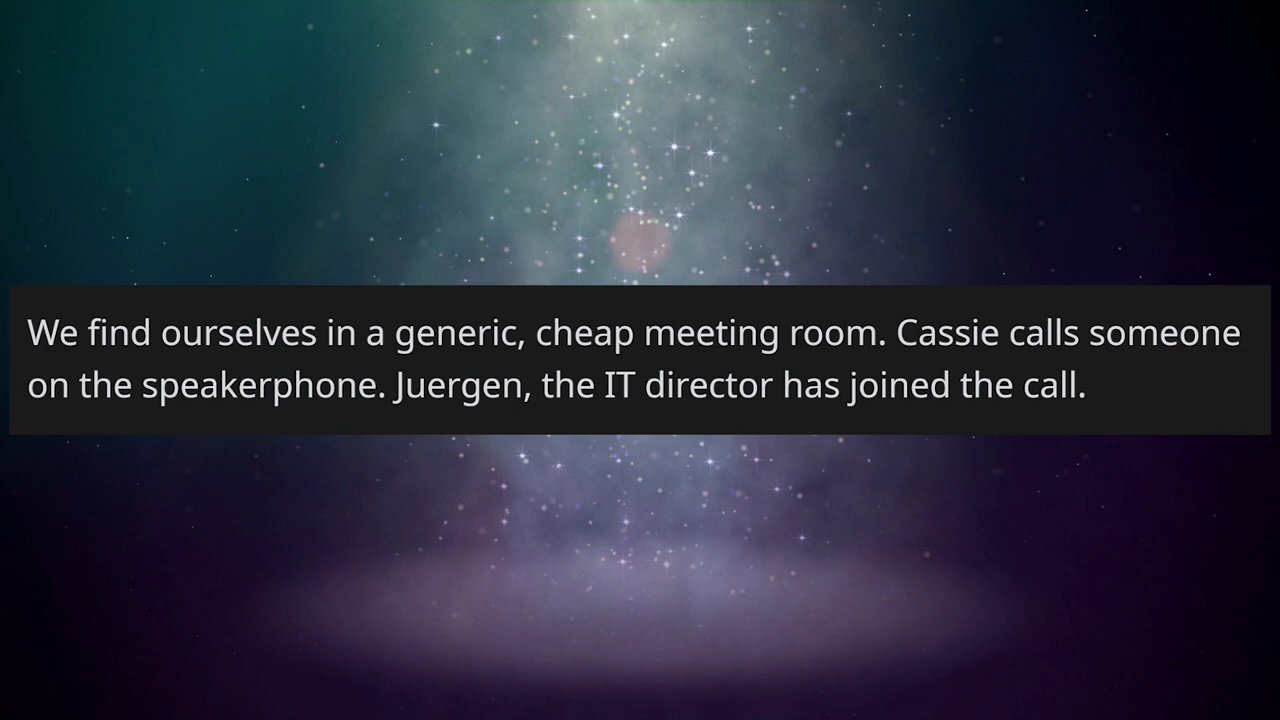 We find ourselves in a generic, cheap meeting room. Cassie calls someone
on the speakerphone. Juergen, the IT director has joined the call.